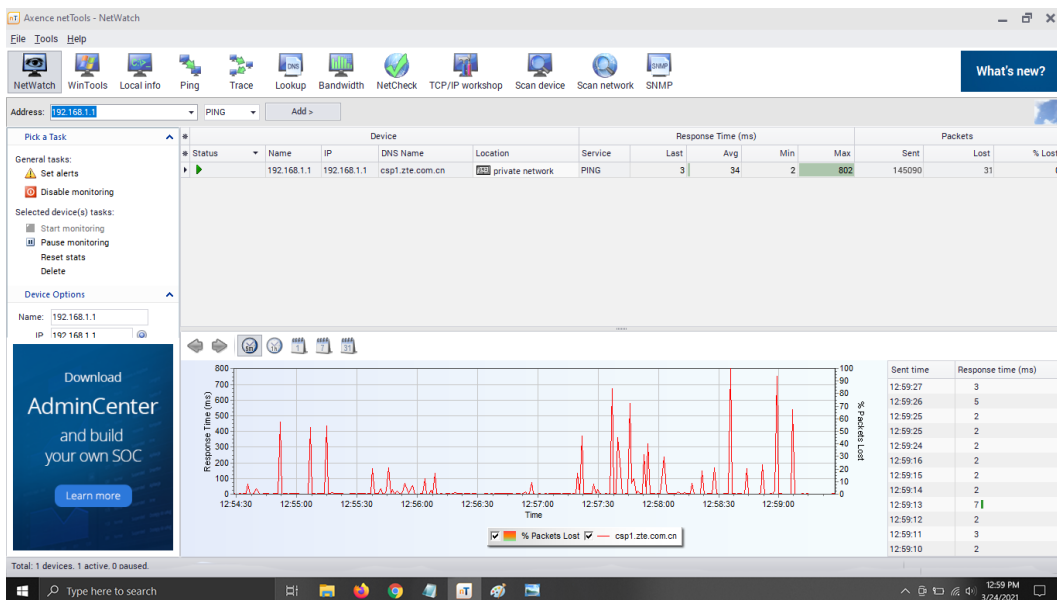 nT Axence netTools - NetWatch
File Tools Help
NetWatch WinTools Local info Ping Trace Lookup Bandwidth NetCheck TCP/IP workshop Scan device Scan network SNMP
DNS SNMP
What's new?
Address: 192.168.1.1 PING Add >
Pick a Task
General tasks:
Set alerts
Disable monitoring
Selected device(s) tasks:
Start monitoring
Pause monitoring
Reset stats
Delete
Device Options
Name: 192.168.1.1
IP 192.168.1.1
Device Response Time (ms) Packets
Status Name IP DNS Name Location Service Last Avg Min Max Sent Lost % Lost
192.168.1.1 192.168.1.1 csp1.zte.com.cn private network PING 3 34 2 802 145090 31 0
Download
AdminCenter
and build
your own SOC
Learn more
1 7 31
Response Time (ms)
800
700
600
500
400
300
200
100
0
100
90
80
70
60
50
40
30
20
10
0
% Packets Lost
12:54:30 12:55:00 12:55:30 12:56:00 12:56:30 12:57:00 12:57:30 12:58:00 12:58:30 12:59:00
Time
% Packets Lost csp1.zte.com.cn
Sent time Response time (ms)
12:59:27 3
12:59:26 5
12:59:25 2
12:59:25 2
12:59:24 2
12:59:16 2
12:59:15 2
12:59:14 2
12:59:13 7
12:59:12 2
12:59:11 3
12:59:10 2
Total: 1 devices. 1 active. 0 paused.
Type here to search
nT
12:59 PM
3/24/2021